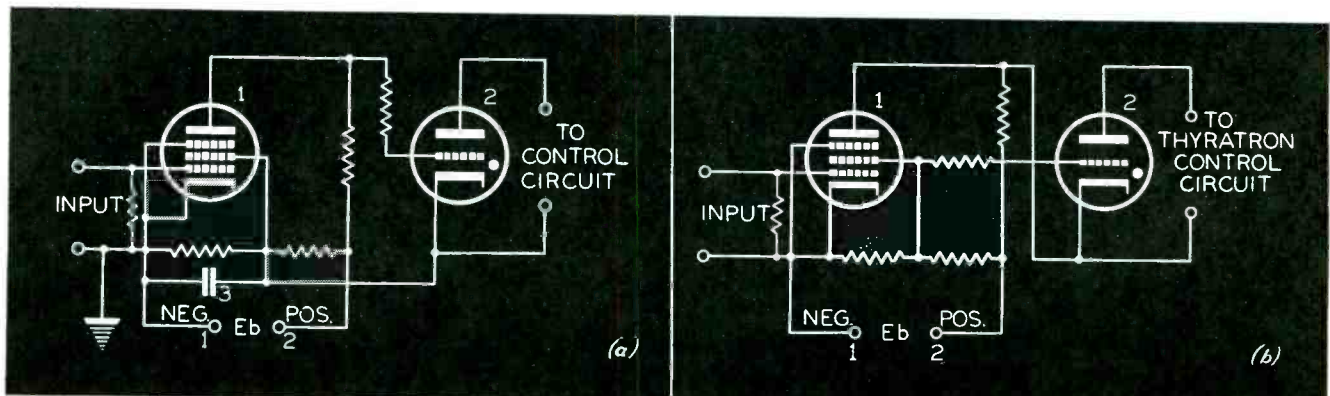 1
2
INPUT
TO
CONTROL
CIRCUIT
3
NEG. Eb POS.
1 2
(a)
1
2
INPUT
TO
THYRATRON
CONTROL
CIRCUIT
NEG. Eb POS.
1 2
(b)